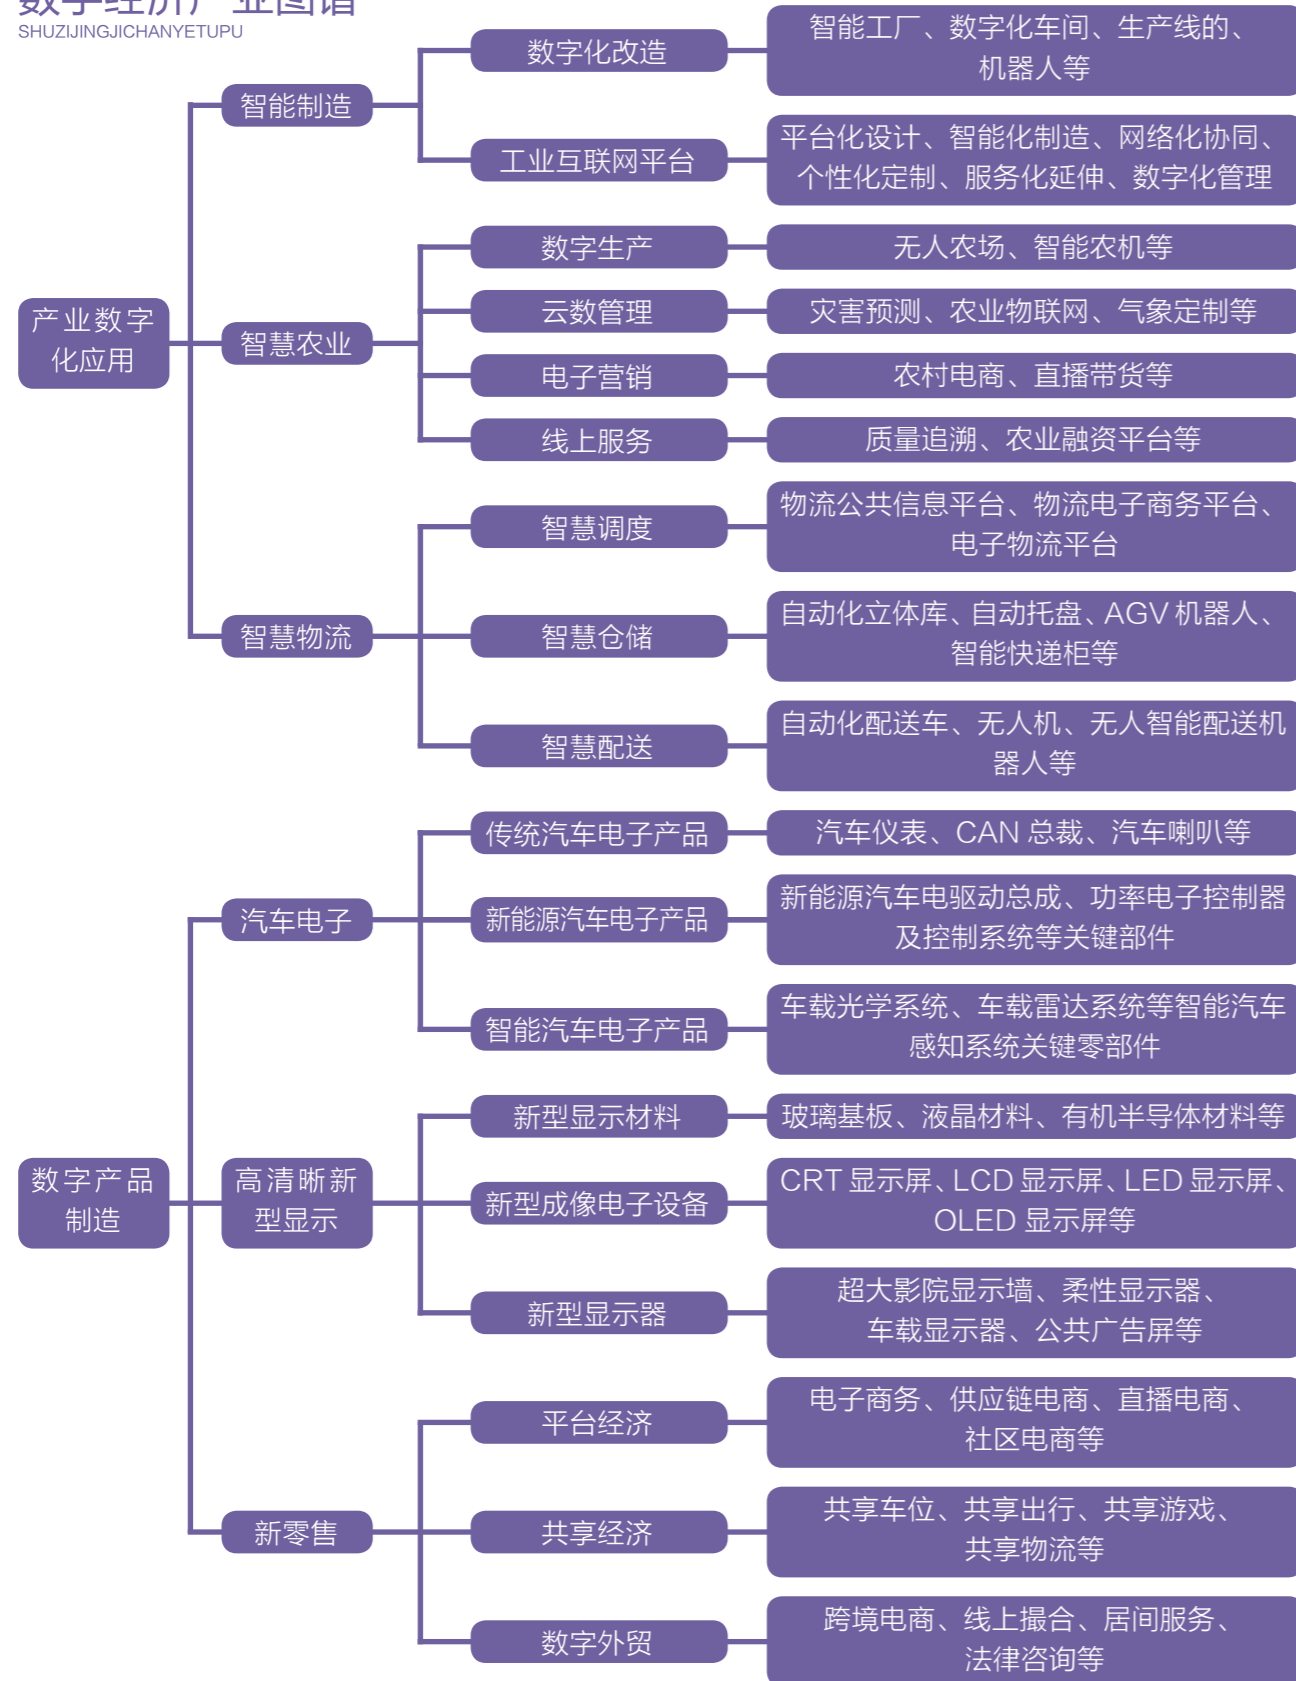 数字经济产业图谱
SHUZIJINGJICHANYETUPU
产业数字
化应用
智能制造
数字化改造
智能工厂、数字化车间、生产线的、
机器人等
工业互联网平台
平台化设计、智能化制造、网络化协同、
个性化定制、服务化延伸、数字化管理
智慧农业
数字生产
无人农场、智能农机等
云数管理
灾害预测、农业物联网、气象定制等
电子营销
农村电商、直播带货等
线上服务
质量追溯、农业融资平台等
智慧物流
智慧调度
物流公共信息平台、物流电子商务平台、
电子物流平台
智慧仓储
自动化立体库、自动托盘、AGV 机器人、
智能快递柜等
智慧配送
自动化配送车、无人机、无人智能配送机
器人等
数字产品
制造
汽车电子
传统汽车电子产品
汽车仪表、CAN 总裁、汽车喇叭等
新能源汽车电子产品
新能源汽车电驱动总成、功率电子控制器
及控制系统等关键部件
智能汽车电子产品
车载光学系统、车载雷达系统等智能汽车
感知系统关键零部件
高清晰新
型显示
新型显示材料
玻璃基板、液晶材料、有机半导体材料等
新型成像电子设备
CRT 显示屏、LCD 显示屏、LED 显示屏、
OLED 显示屏等
新型显示器
超大影院显示墙、柔性显示器、
车载显示器、公共广告屏等
新零售
平台经济
电子商务、供应链电商、直播电商、
社区电商等
共享经济
共享车位、共享出行、共享游戏、
共享物流等
数字外贸
跨境电商、线上撮合、居间服务、
法律咨询等